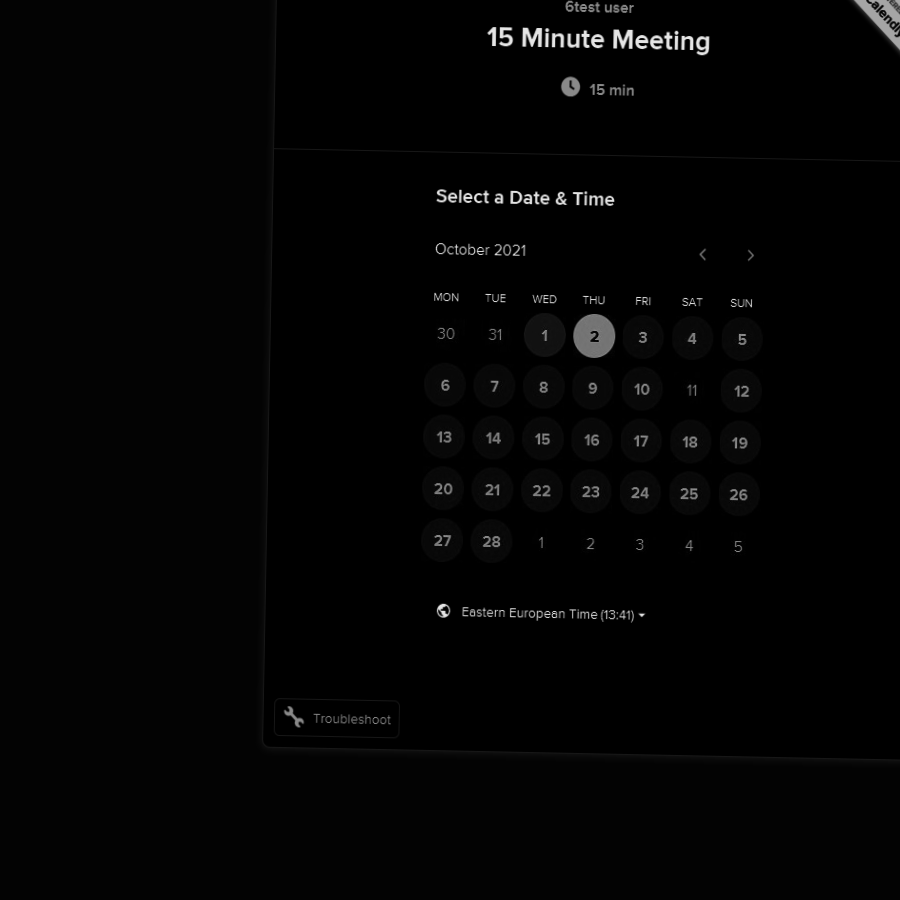 6test user
15 Minute Meeting
15 min
Calendly
Select a Date & Time
October 2021
MON TUE WED THU FRI SAT SUN
30 31 1 2 3 4 5
6 7 8 9 10 11 12
13 14 15 16 17 18 19
20 21 22 23 24 25 26
27 28 1 2 3 4 5
Eastern European Time (13:41)
Troubleshoot